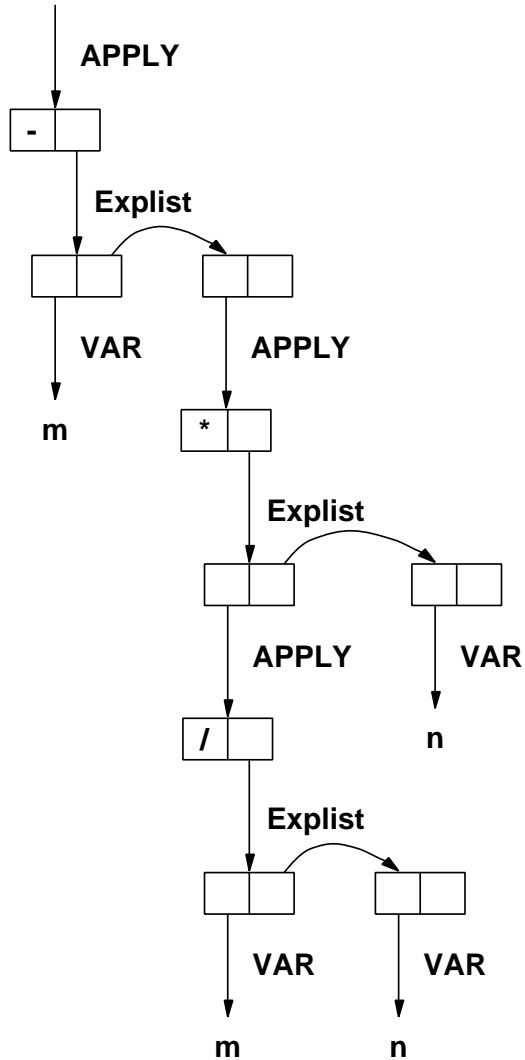 APPLY
-
Explist
VAR APPLY
m
*
Explist
APPLY VAR
/ n
Explist
VAR VAR
m n